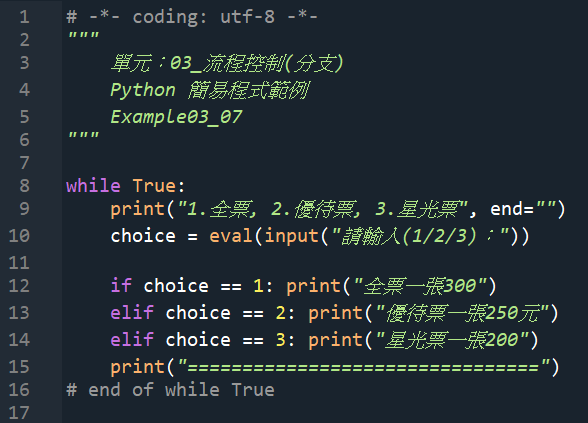 1 # -*- coding: utf-8 -*-
2 """
3     單元：03_流程控制(分支)
4     Python 簡易程式範例
5     Example03_07
6 """
7
8 while True:
9     print("1.全票, 2.優待票, 3.星光票", end="")
10     choice = eval(input("請輸入(1/2/3)："))
11
12     if choice == 1: print("全票一張300")
13     elif choice == 2: print("優待票一張250元")
14     elif choice == 3: print("星光票一張200")
15     print("================================")
16 # end of while True
17